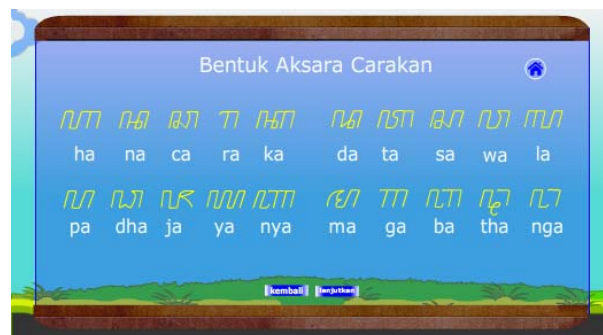 Bentuk Aksara Carakan
ꦲ ꦤ ꦕ ꦫ ꦏ ꦢ ꦠ ꦱ ꦮ ꦭ
ha na ca ra ka da ta sa wa la
ꦥ ꦝ ꦗ ꦪ ꦚ ꦩ ꦒ ꦧ ꦛ ꦔ
pa dha ja ya nya ma ga ba tha nga
kembali lanjutkan